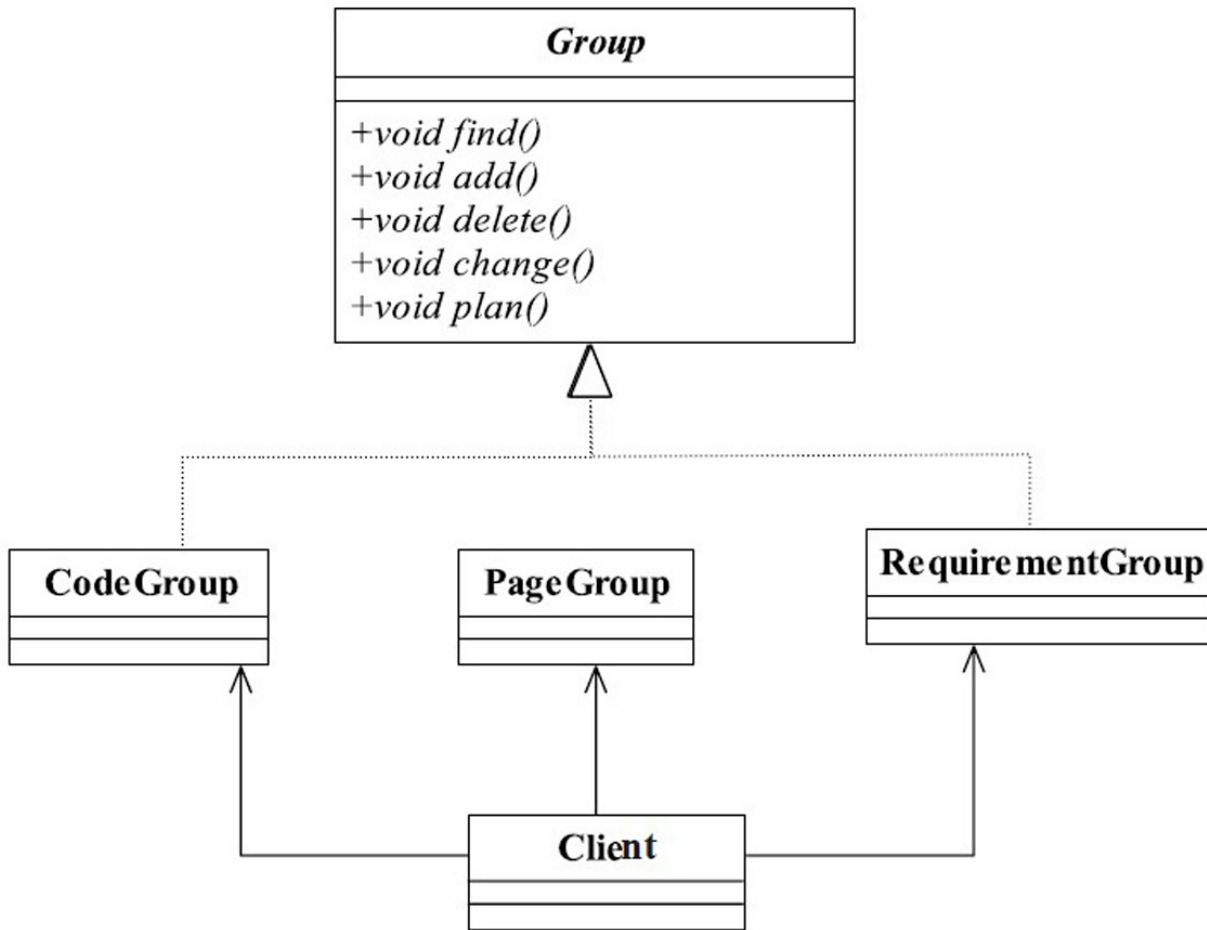 Group
+void find()
+void add()
+void delete()
+void change()
+void plan()
CodeGroup
PageGroup
RequirementGroup
Client